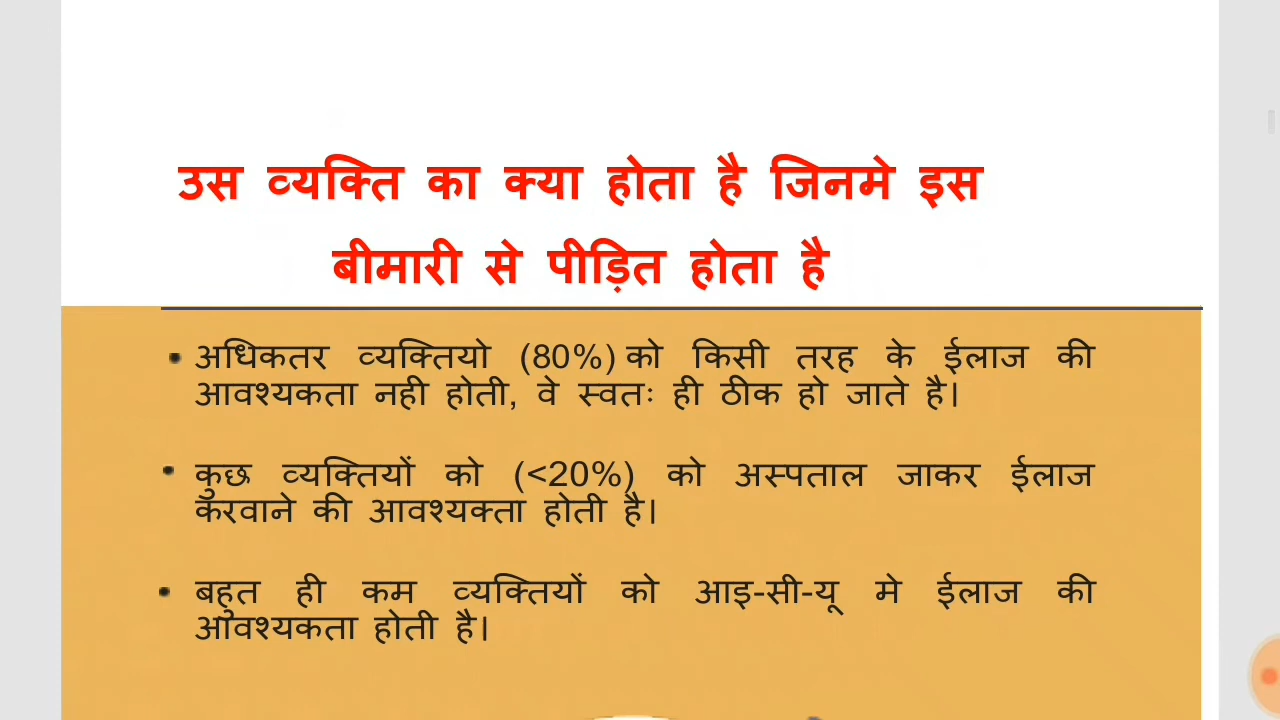 उस व्यक्ति का क्या होता है जिनमे इस
बीमारी से पीड़ित होता है
• अधिकतर व्यक्तियो (80%) को किसी तरह के ईलाज की
आवश्यकता नही होती, वे स्वतः ही ठीक हो जाते है।
• कुछ व्यक्तियों को (<20%) को अस्पताल जाकर ईलाज
करवाने की आवश्यक्ता होती है।
• बहुत ही कम व्यक्तियों को आइ-सी-यू मे ईलाज की
आवश्यकता होती है।